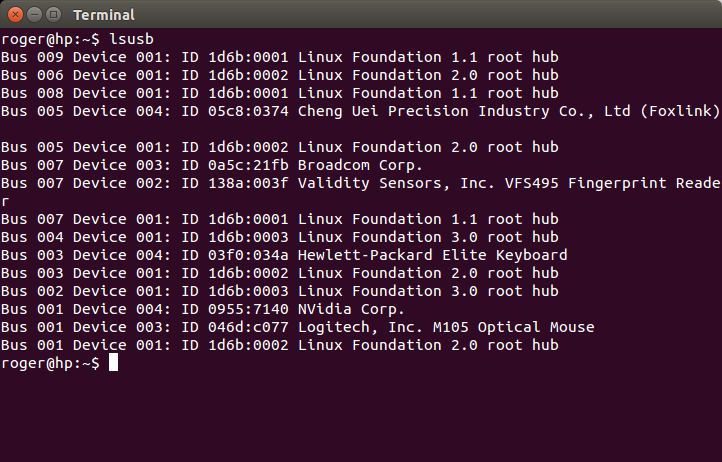 Terminal
roger@hp:~$ lsusb
Bus 009 Device 001: ID 1d6b:0001 Linux Foundation 1.1 root hub
Bus 006 Device 001: ID 1d6b:0002 Linux Foundation 2.0 root hub
Bus 008 Device 001: ID 1d6b:0001 Linux Foundation 1.1 root hub
Bus 005 Device 004: ID 05c8:0374 Cheng Uei Precision Industry Co., Ltd (Foxlink)
Bus 005 Device 001: ID 1d6b:0002 Linux Foundation 2.0 root hub
Bus 007 Device 003: ID 0a5c:21fb Broadcom Corp.
Bus 007 Device 002: ID 138a:003f Validity Sensors, Inc. VFS495 Fingerprint Reade
r
Bus 007 Device 001: ID 1d6b:0001 Linux Foundation 1.1 root hub
Bus 004 Device 001: ID 1d6b:0003 Linux Foundation 3.0 root hub
Bus 003 Device 004: ID 03f0:034a Hewlett-Packard Elite Keyboard
Bus 003 Device 001: ID 1d6b:0002 Linux Foundation 2.0 root hub
Bus 002 Device 001: ID 1d6b:0003 Linux Foundation 3.0 root hub
Bus 001 Device 004: ID 0955:7140 NVidia Corp.
Bus 001 Device 003: ID 046d:c077 Logitech, Inc. M105 Optical Mouse
Bus 001 Device 001: ID 1d6b:0002 Linux Foundation 2.0 root hub
roger@hp:~$